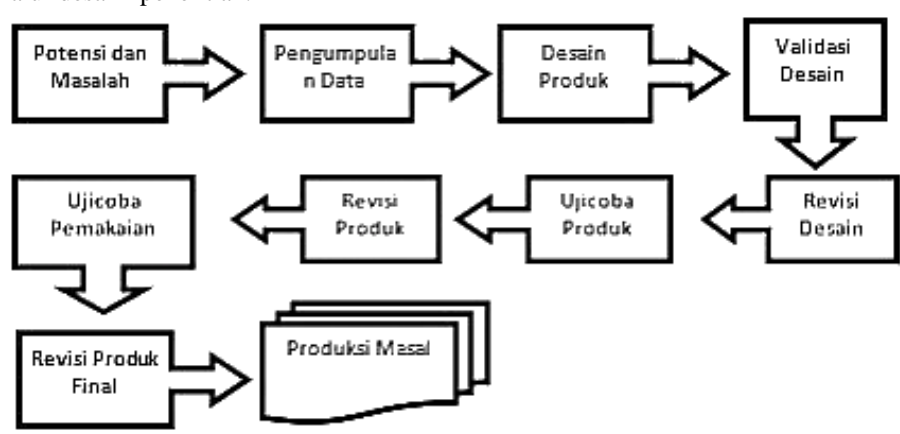 Potensi dan
Masalah
Pengumpula
n Data
Desain
Produk
Validasi
Desain
Ujicoba
Pemakaian
Revisi
Produk
Ujicoba
Produk
Revisi
Desain
Revisi Produk
Final
Produksi Masal